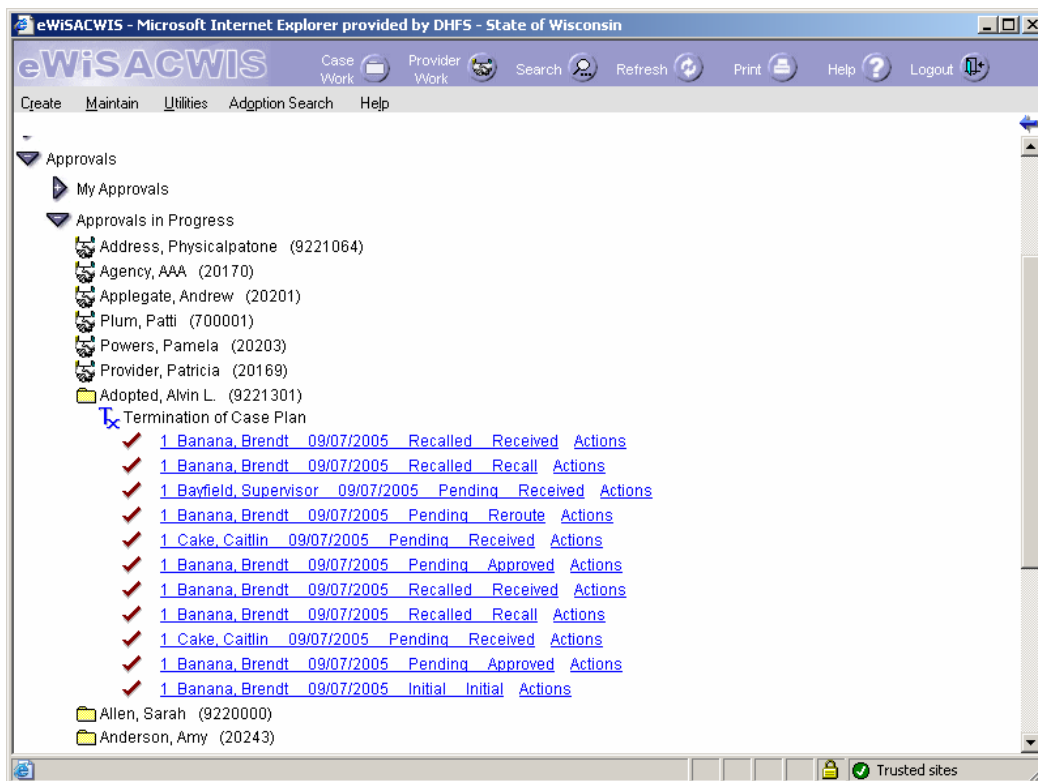 eWiSACWIS - Microsoft Internet Explorer provided by DHFS - State of Wisconsin
eWiSACWIS Case Work Provider Work Search Refresh Print Help Logout
Create Maintain Utilities Adoption Search Help
Approvals
My Approvals
Approvals in Progress
Address, Physicalpatone (9221064)
Agency, AAA (20170)
Applegate, Andrew (20201)
Plum, Patti (700001)
Powers, Pamela (20203)
Provider, Patricia (20169)
Adopted, Alvin L. (9221301)
Tx Termination of Case Plan
1 Banana, Brendt 09/07/2005 Recalled Received Actions
1 Banana, Brendt 09/07/2005 Recalled Recall Actions
1 Bayfield, Supervisor 09/07/2005 Pending Received Actions
1 Banana, Brendt 09/07/2005 Pending Reroute Actions
1 Cake, Caitlin 09/07/2005 Pending Received Actions
1 Banana, Brendt 09/07/2005 Pending Approved Actions
1 Banana, Brendt 09/07/2005 Recalled Received Actions
1 Banana, Brendt 09/07/2005 Recalled Recall Actions
1 Cake, Caitlin 09/07/2005 Pending Received Actions
1 Banana, Brendt 09/07/2005 Pending Approved Actions
1 Banana, Brendt 09/07/2005 Initial Initial Actions
Allen, Sarah (9220000)
Anderson, Amy (20243)
Trusted sites